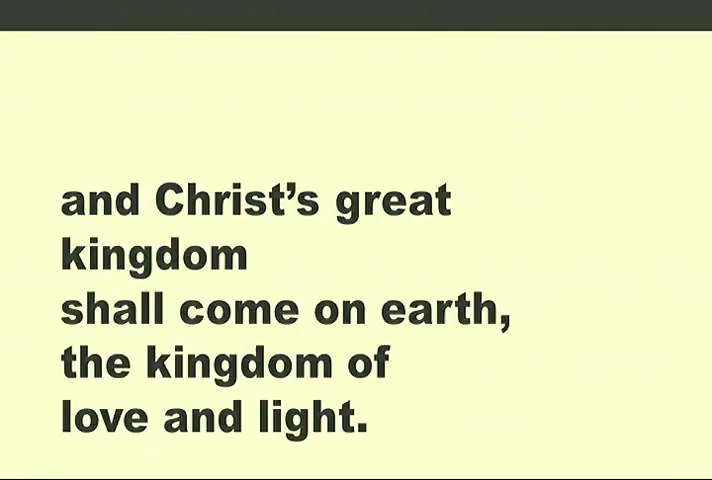 and Christ’s great
kingdom
shall come on earth,
the kingdom of
love and light.